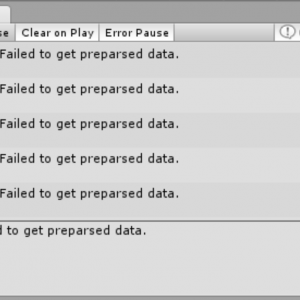 se Clear on Play Error Pause
Failed to get preparsed data.
Failed to get preparsed data.
Failed to get preparsed data.
Failed to get preparsed data.
Failed to get preparsed data.
d to get preparsed data.